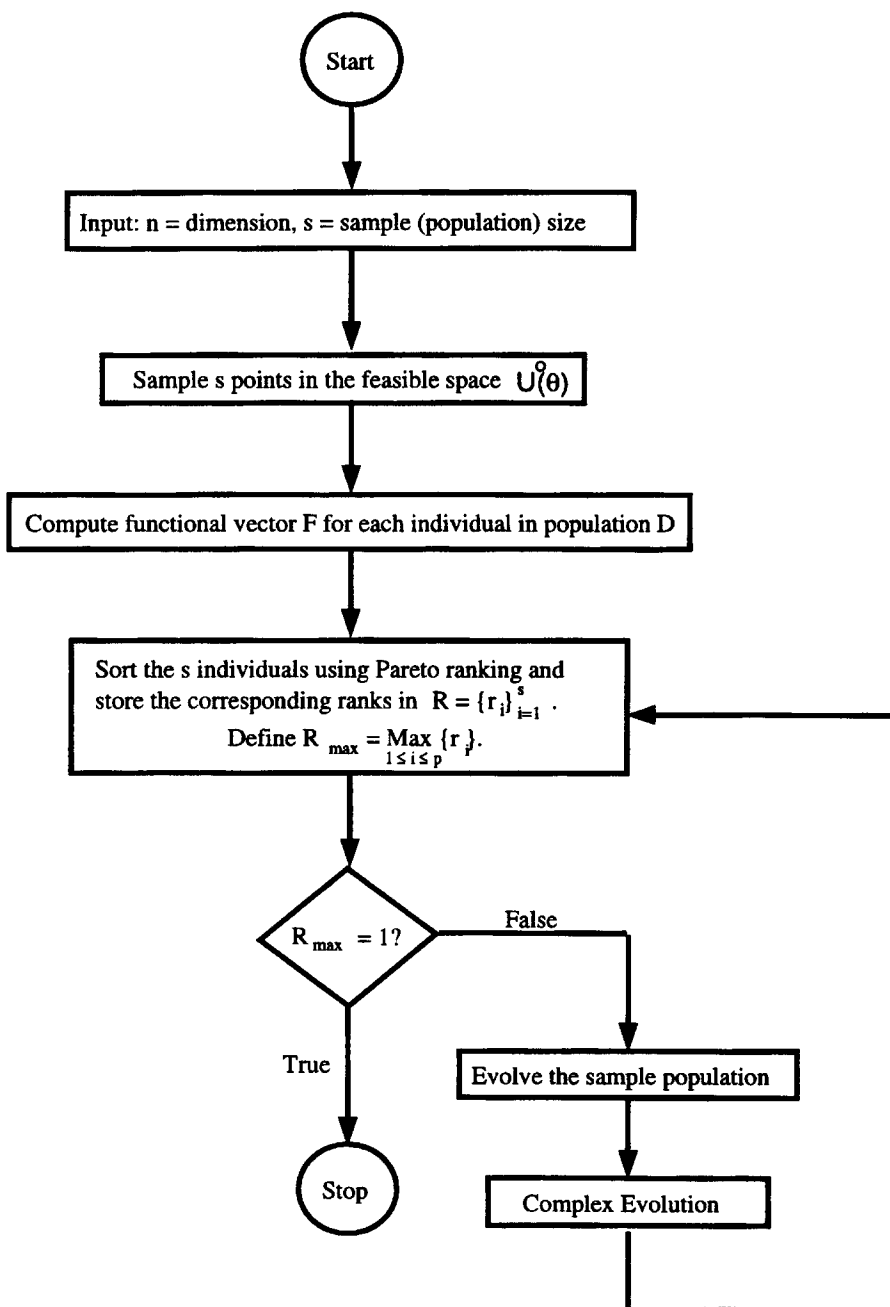 Start
Input: n = dimension, s = sample (population) size
Sample s points in the feasible space U°(θ)
Compute functional vector F for each individual in population D
Sort the s individuals using Pareto ranking and
store the corresponding ranks in R = {r_i}_{i=1}^{s} .
Define R_max = Max {r_i}.
1 ≤ i ≤ p
R_max = 1?
False
True
Evolve the sample population
Stop
Complex Evolution